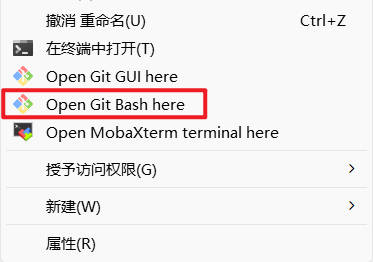 撤消 重命名(U) Ctrl+Z
在终端中打开(T)
Open Git GUI here
Open Git Bash here
Open MobaXterm terminal here
授予访问权限(G)
新建(W)
属性(R)